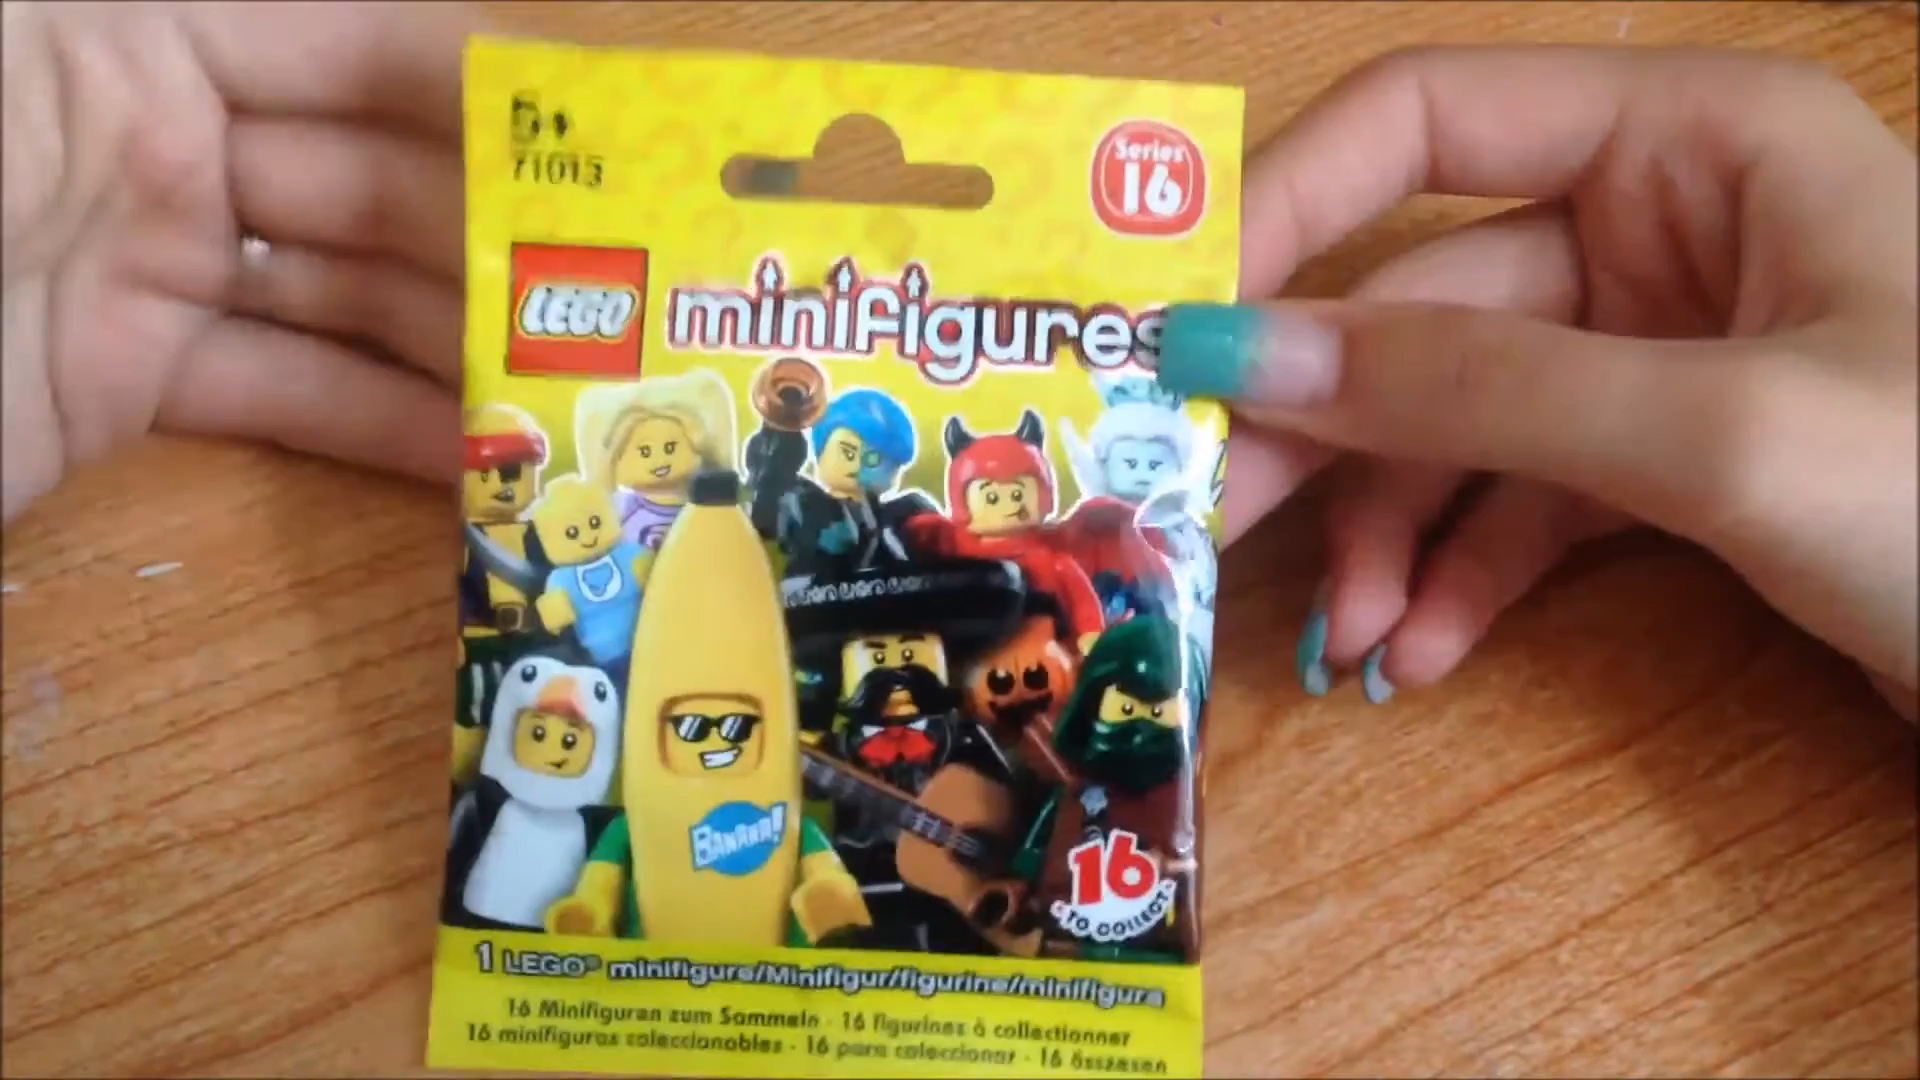 5+
71013
Series
16
LEGO
minifigures
BANANA!
16
TO COLLECT
1 LEGO® minifigure/Minifigur/figurine/minifigura
16 Minifiguren zum Sammeln - 16 figurines à collectionner
16 minifiguras coleccionables - 16 para coleccionar - 16 összesen